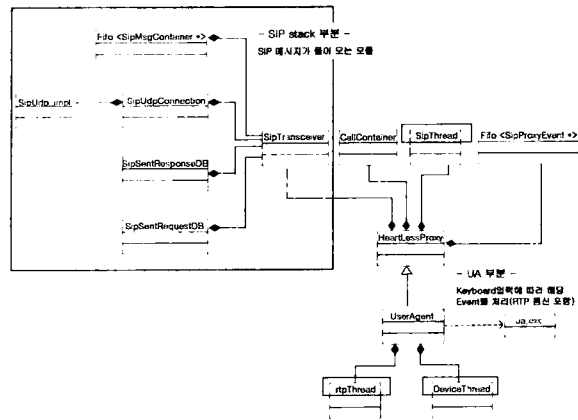 - SIP stack 부분 -
SIP 메시지가 들어 오는 모듈
Fifo <SipMsgContainer *>
SipUdp_impl
SipUdpConnection
SipTransceiver
CallContainer
SipThread
Fifo <SipProxyEvent *>
SipSentResponseDB
SipSentRequestDB
HeartLessProxy
- UA 부분 -
Keyboard입력에 따라 해당
Event를 처리(RTP 통신 포함)
UserAgent
rtpThread
DeviceThread